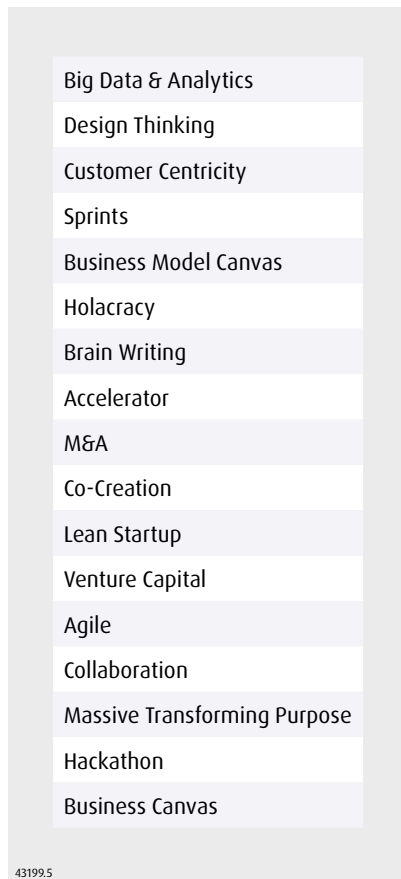 Big Data & Analytics
Design Thinking
Customer Centricity
Sprints
Business Model Canvas
Holacracy
Brain Writing
Accelerator
M&A
Co-Creation
Lean Startup
Venture Capital
Agile
Collaboration
Massive Transforming Purpose
Hackathon
Business Canvas
43199.5